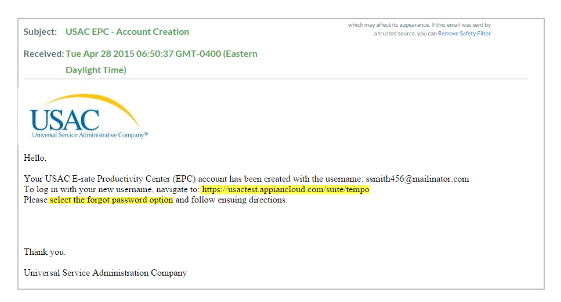 which may affect its appearance. If this email was sent by
a trusted source, you can Remove Safety Filter
Subject: USAC EPC - Account Creation
Received: Tue Apr 28 2015 06:50:37 GMT-0400 (Eastern
Daylight Time)
USAC
Universal Service Administrative Company®
Hello,
Your USAC E-rate Productivity Center (EPC) account has been created with the username: ssmith456@mailinator.com
To log in with your new username, navigate to: https://usactest.appiancloud.com/suite/tempo
Please select the forgot password option and follow ensuing directions.
Thank you.
Universal Service Administration Company